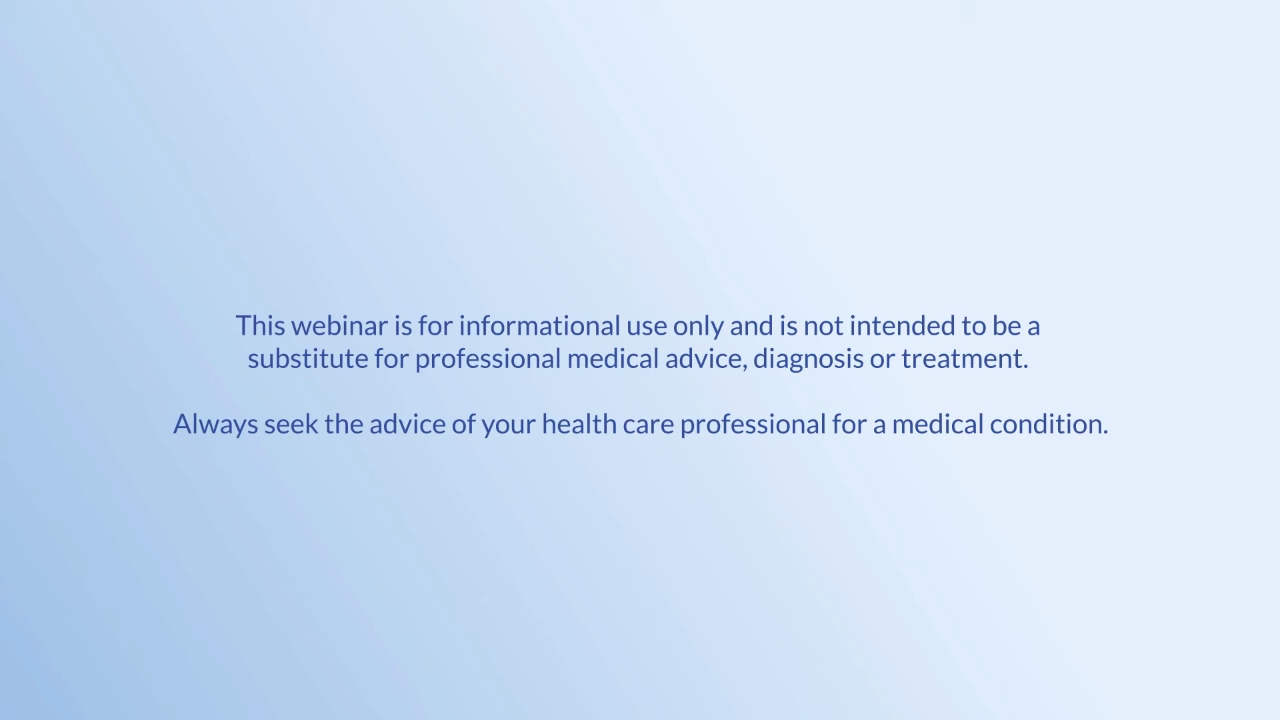 This webinar is for informational use only and is not intended to be a
substitute for professional medical advice, diagnosis or treatment.
Always seek the advice of your health care professional for a medical condition.